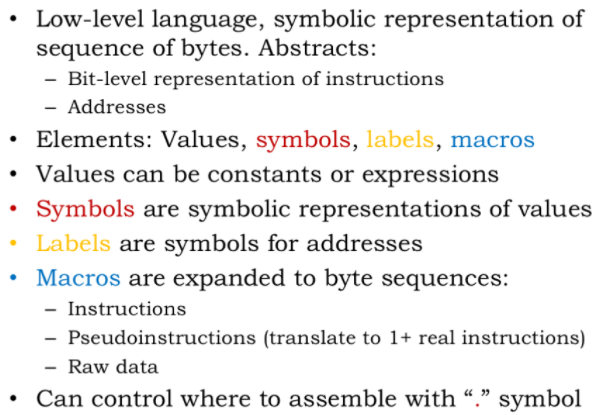 • Low-level language, symbolic representation of
sequence of bytes. Abstracts:
– Bit-level representation of instructions
– Addresses
• Elements: Values, symbols, labels, macros
• Values can be constants or expressions
• Symbols are symbolic representations of values
• Labels are symbols for addresses
• Macros are expanded to byte sequences:
– Instructions
– Pseudoinstructions (translate to 1+ real instructions)
– Raw data
• Can control where to assemble with “.” symbol